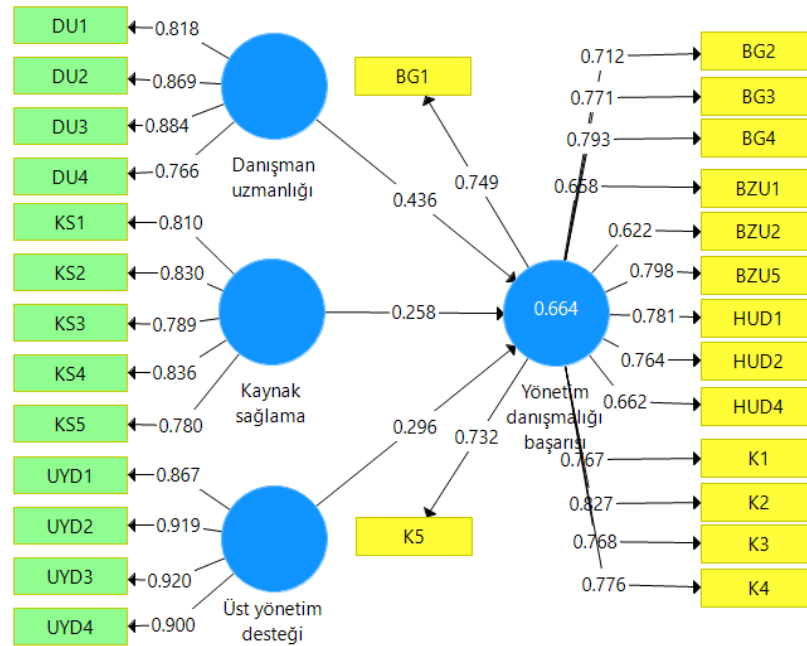 DU1
0.818
DU2
0.869
DU3
0.884
DU4
0.766
Danışman
uzmanlığı
KS1
0.810
KS2
0.830
KS3
0.789
KS4
0.836
KS5
0.780
Kaynak
sağlama
UYD1
0.867
UYD2
0.919
UYD3
0.920
UYD4
0.900
Üst yönetim
desteği
BG1
0.749
0.436
0.258
0.296
0.732
K5
0.664
Yönetim
danışmalığı
başarısı
0.712
BG2
0.771
BG3
0.793
BG4
0.658
BZU1
0.622
BZU2
0.798
BZU5
0.781
HUD1
0.764
HUD2
0.662
HUD4
0.767
K1
0.827
K2
0.768
K3
0.776
K4